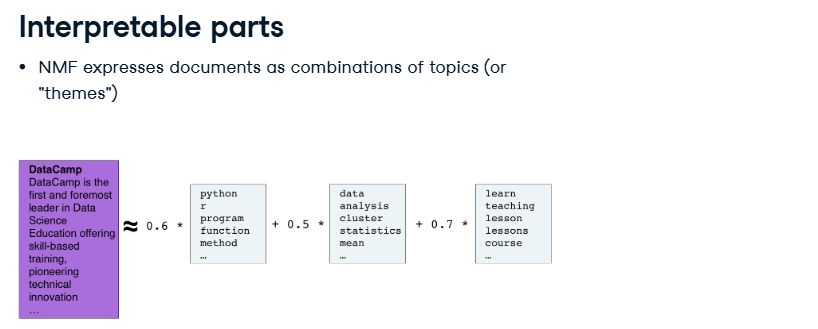 Interpretable parts
• NMF expresses documents as combinations of topics (or
"themes")
DataCamp
DataCamp is the
first and foremost
leader in Data
Science
Education offering
skill-based
training,
pioneering
technical
innovation
...
≈ 0.6 *
python
r
program
function
method
...
+ 0.5 *
data
analysis
cluster
statistics
mean
...
+ 0.7 *
learn
teaching
lesson
lessons
course
...